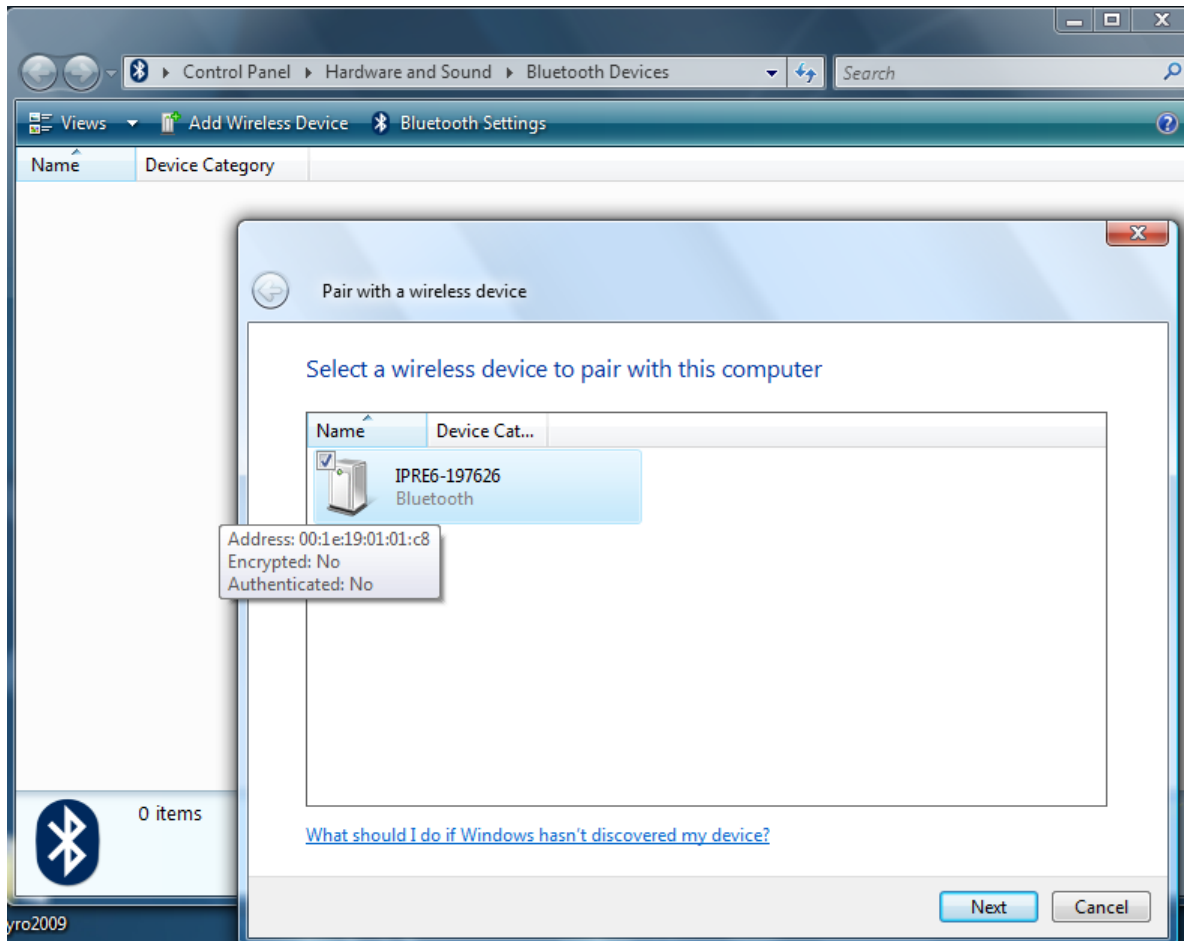 Control Panel ▸ Hardware and Sound ▸ Bluetooth Devices Search
Views Add Wireless Device Bluetooth Settings
Name Device Category
Pair with a wireless device
Select a wireless device to pair with this computer
Name Device Cat...
IPRE6-197626
Bluetooth
Address: 00:1e:19:01:01:c8
Encrypted: No
Authenticated: No
0 items
What should I do if Windows hasn't discovered my device?
Next Cancel
yro2009